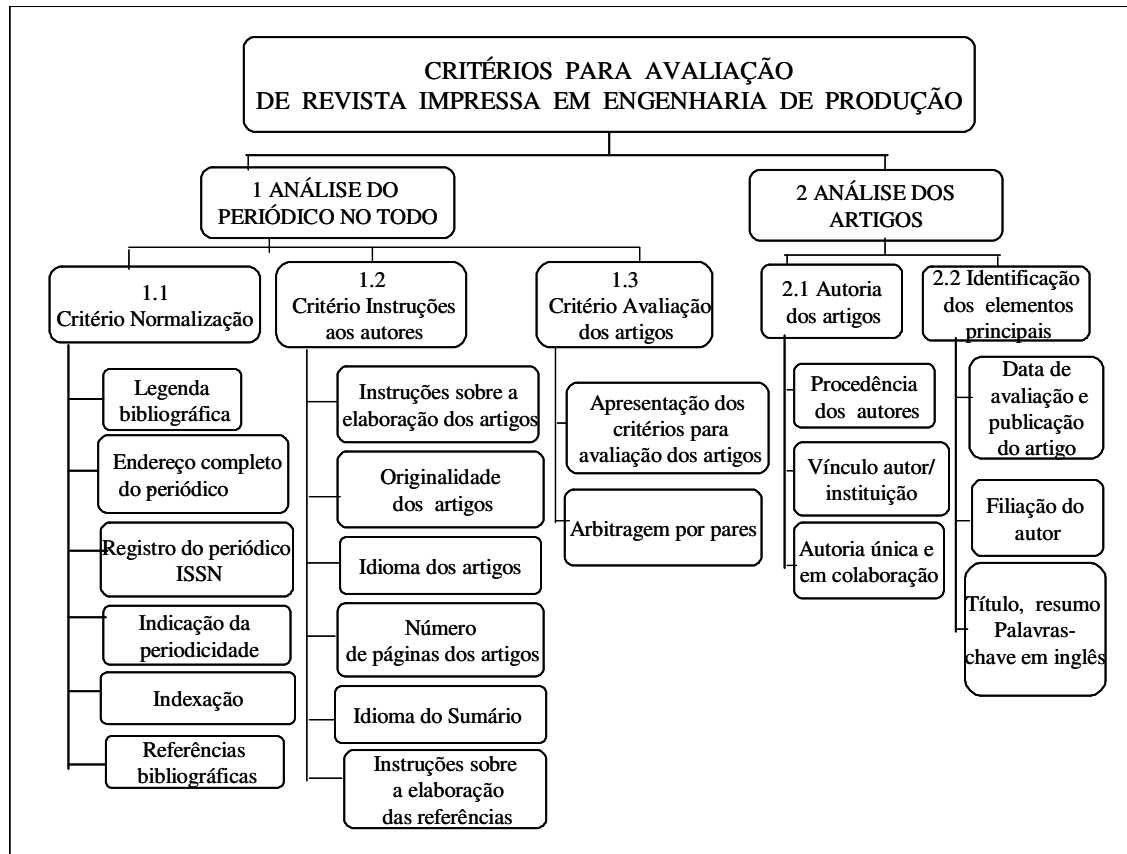 CRITÉRIOS PARA AVALIAÇÃO
DE REVISTA IMPRESSA EM ENGENHARIA DE PRODUÇÃO
1 ANÁLISE DO
PERIÓDICO NO TODO
2 ANÁLISE DOS
ARTIGOS
1.1
Critério Normalização
1.2
Critério Instruções
aos autores
1.3
Critério Avaliação
dos artigos
2.1 Autoria
dos artigos
2.2 Identificação
dos elementos
principais
Legenda
bibliográfica
Endereço completo
do periódico
Registro do periódico
ISSN
Indicação da
periodicidade
Indexação
Referências
bibliográficas
Instruções sobre a
elaboração dos artigos
Originalidade
dos artigos
Idioma dos artigos
Número
de páginas dos artigos
Idioma do Sumário
Instruções sobre
a elaboração
das referências
Apresentação dos
critérios para
avaliação dos artigos
Arbitragem por pares
Procedência
dos autores
Vínculo autor/
instituição
Autoria única e
em colaboração
Data de
avaliação e
publicação
do artigo
Filiação do
autor
Título, resumo
Palavras-
chave em inglês